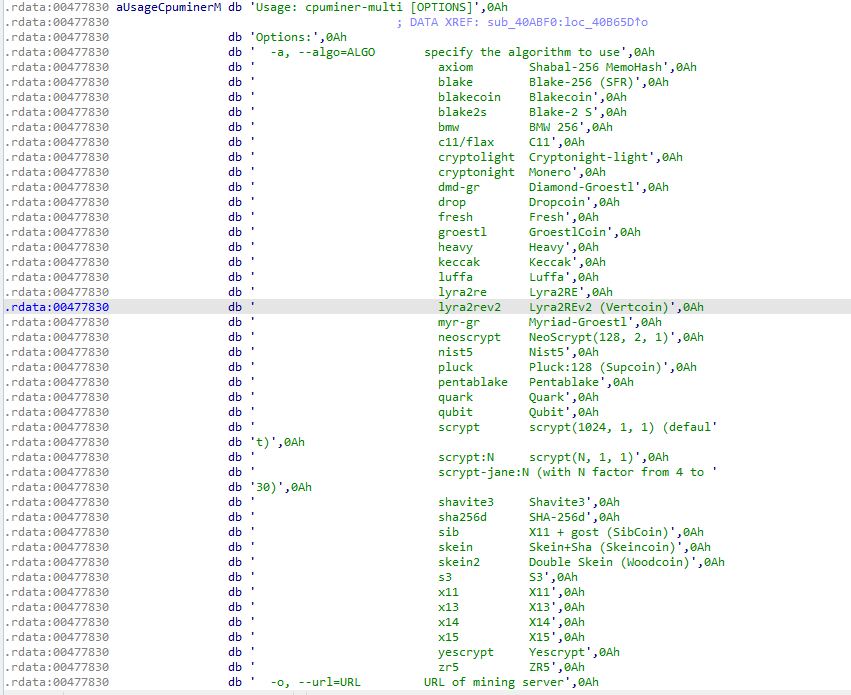 .rdata:00477830 aUsageCpuminerM db 'Usage: cpuminer-multi [OPTIONS]',0Ah
.rdata:00477830 ; DATA XREF: sub_40ABF0:loc_40B65D↑o
.rdata:00477830 db 'Options:',0Ah
.rdata:00477830 db ' -a, --algo=ALGO specify the algorithm to use',0Ah
.rdata:00477830 db ' axiom Shabal-256 MemoHash',0Ah
.rdata:00477830 db ' blake Blake-256 (SFR)',0Ah
.rdata:00477830 db ' blakecoin Blakecoin',0Ah
.rdata:00477830 db ' blake2s Blake-2 S',0Ah
.rdata:00477830 db ' bmw BMW 256',0Ah
.rdata:00477830 db ' c11/flax C11',0Ah
.rdata:00477830 db ' cryptolight Cryptonight-light',0Ah
.rdata:00477830 db ' cryptonight Monero',0Ah
.rdata:00477830 db ' dmd-gr Diamond-Groestl',0Ah
.rdata:00477830 db ' drop Dropcoin',0Ah
.rdata:00477830 db ' fresh Fresh',0Ah
.rdata:00477830 db ' groestl GroestlCoin',0Ah
.rdata:00477830 db ' heavy Heavy',0Ah
.rdata:00477830 db ' keccak Keccak',0Ah
.rdata:00477830 db ' luffa Luffa',0Ah
.rdata:00477830 db ' lyra2re Lyra2RE',0Ah
.rdata:00477830 db ' lyra2rev2 Lyra2REv2 (Vertcoin)',0Ah
.rdata:00477830 db ' myr-gr Myriad-Groestl',0Ah
.rdata:00477830 db ' neoscrypt NeoScrypt(128, 2, 1)',0Ah
.rdata:00477830 db ' nist5 Nist5',0Ah
.rdata:00477830 db ' pluck Pluck:128 (Supcoin)',0Ah
.rdata:00477830 db ' pentablake Pentablake',0Ah
.rdata:00477830 db ' quark Quark',0Ah
.rdata:00477830 db ' qubit Qubit',0Ah
.rdata:00477830 db ' scrypt scrypt(1024, 1, 1) (defaul'
.rdata:00477830 db 't)',0Ah
.rdata:00477830 db ' scrypt:N scrypt(N, 1, 1)',0Ah
.rdata:00477830 db ' scrypt-jane:N (with N factor from 4 to '
.rdata:00477830 db '30)',0Ah
.rdata:00477830 db ' shavite3 Shavite3',0Ah
.rdata:00477830 db ' sha256d SHA-256d',0Ah
.rdata:00477830 db ' sib X11 + gost (SibCoin)',0Ah
.rdata:00477830 db ' skein Skein+Sha (Skeincoin)',0Ah
.rdata:00477830 db ' skein2 Double Skein (Woodcoin)',0Ah
.rdata:00477830 db ' s3 S3',0Ah
.rdata:00477830 db ' x11 X11',0Ah
.rdata:00477830 db ' x13 X13',0Ah
.rdata:00477830 db ' x14 X14',0Ah
.rdata:00477830 db ' x15 X15',0Ah
.rdata:00477830 db ' yescrypt Yescrypt',0Ah
.rdata:00477830 db ' zr5 ZR5',0Ah
.rdata:00477830 db ' -o, --url=URL URL of mining server',0Ah